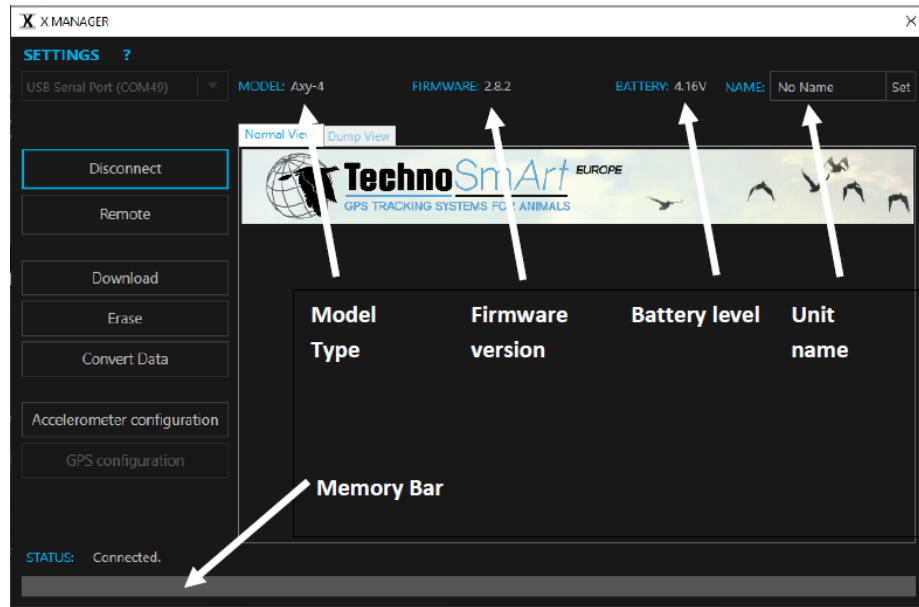 X MANAGER
SETTINGS ?
USB Serial Port (COM49)
MODEL: Axy-4
FIRMWARE: 2.8.2
BATTERY: 4.16V
NAME: No Name Set
Normal View Dump View
Disconnect
Remote
TechnoSmArt EUROPE
GPS TRACKING SYSTEMS FOR ANIMALS
Download
Erase
Convert Data
Model
Type
Firmware
version
Battery level
Unit
name
Accelerometer configuration
GPS configuration
Memory Bar
STATUS: Connected.